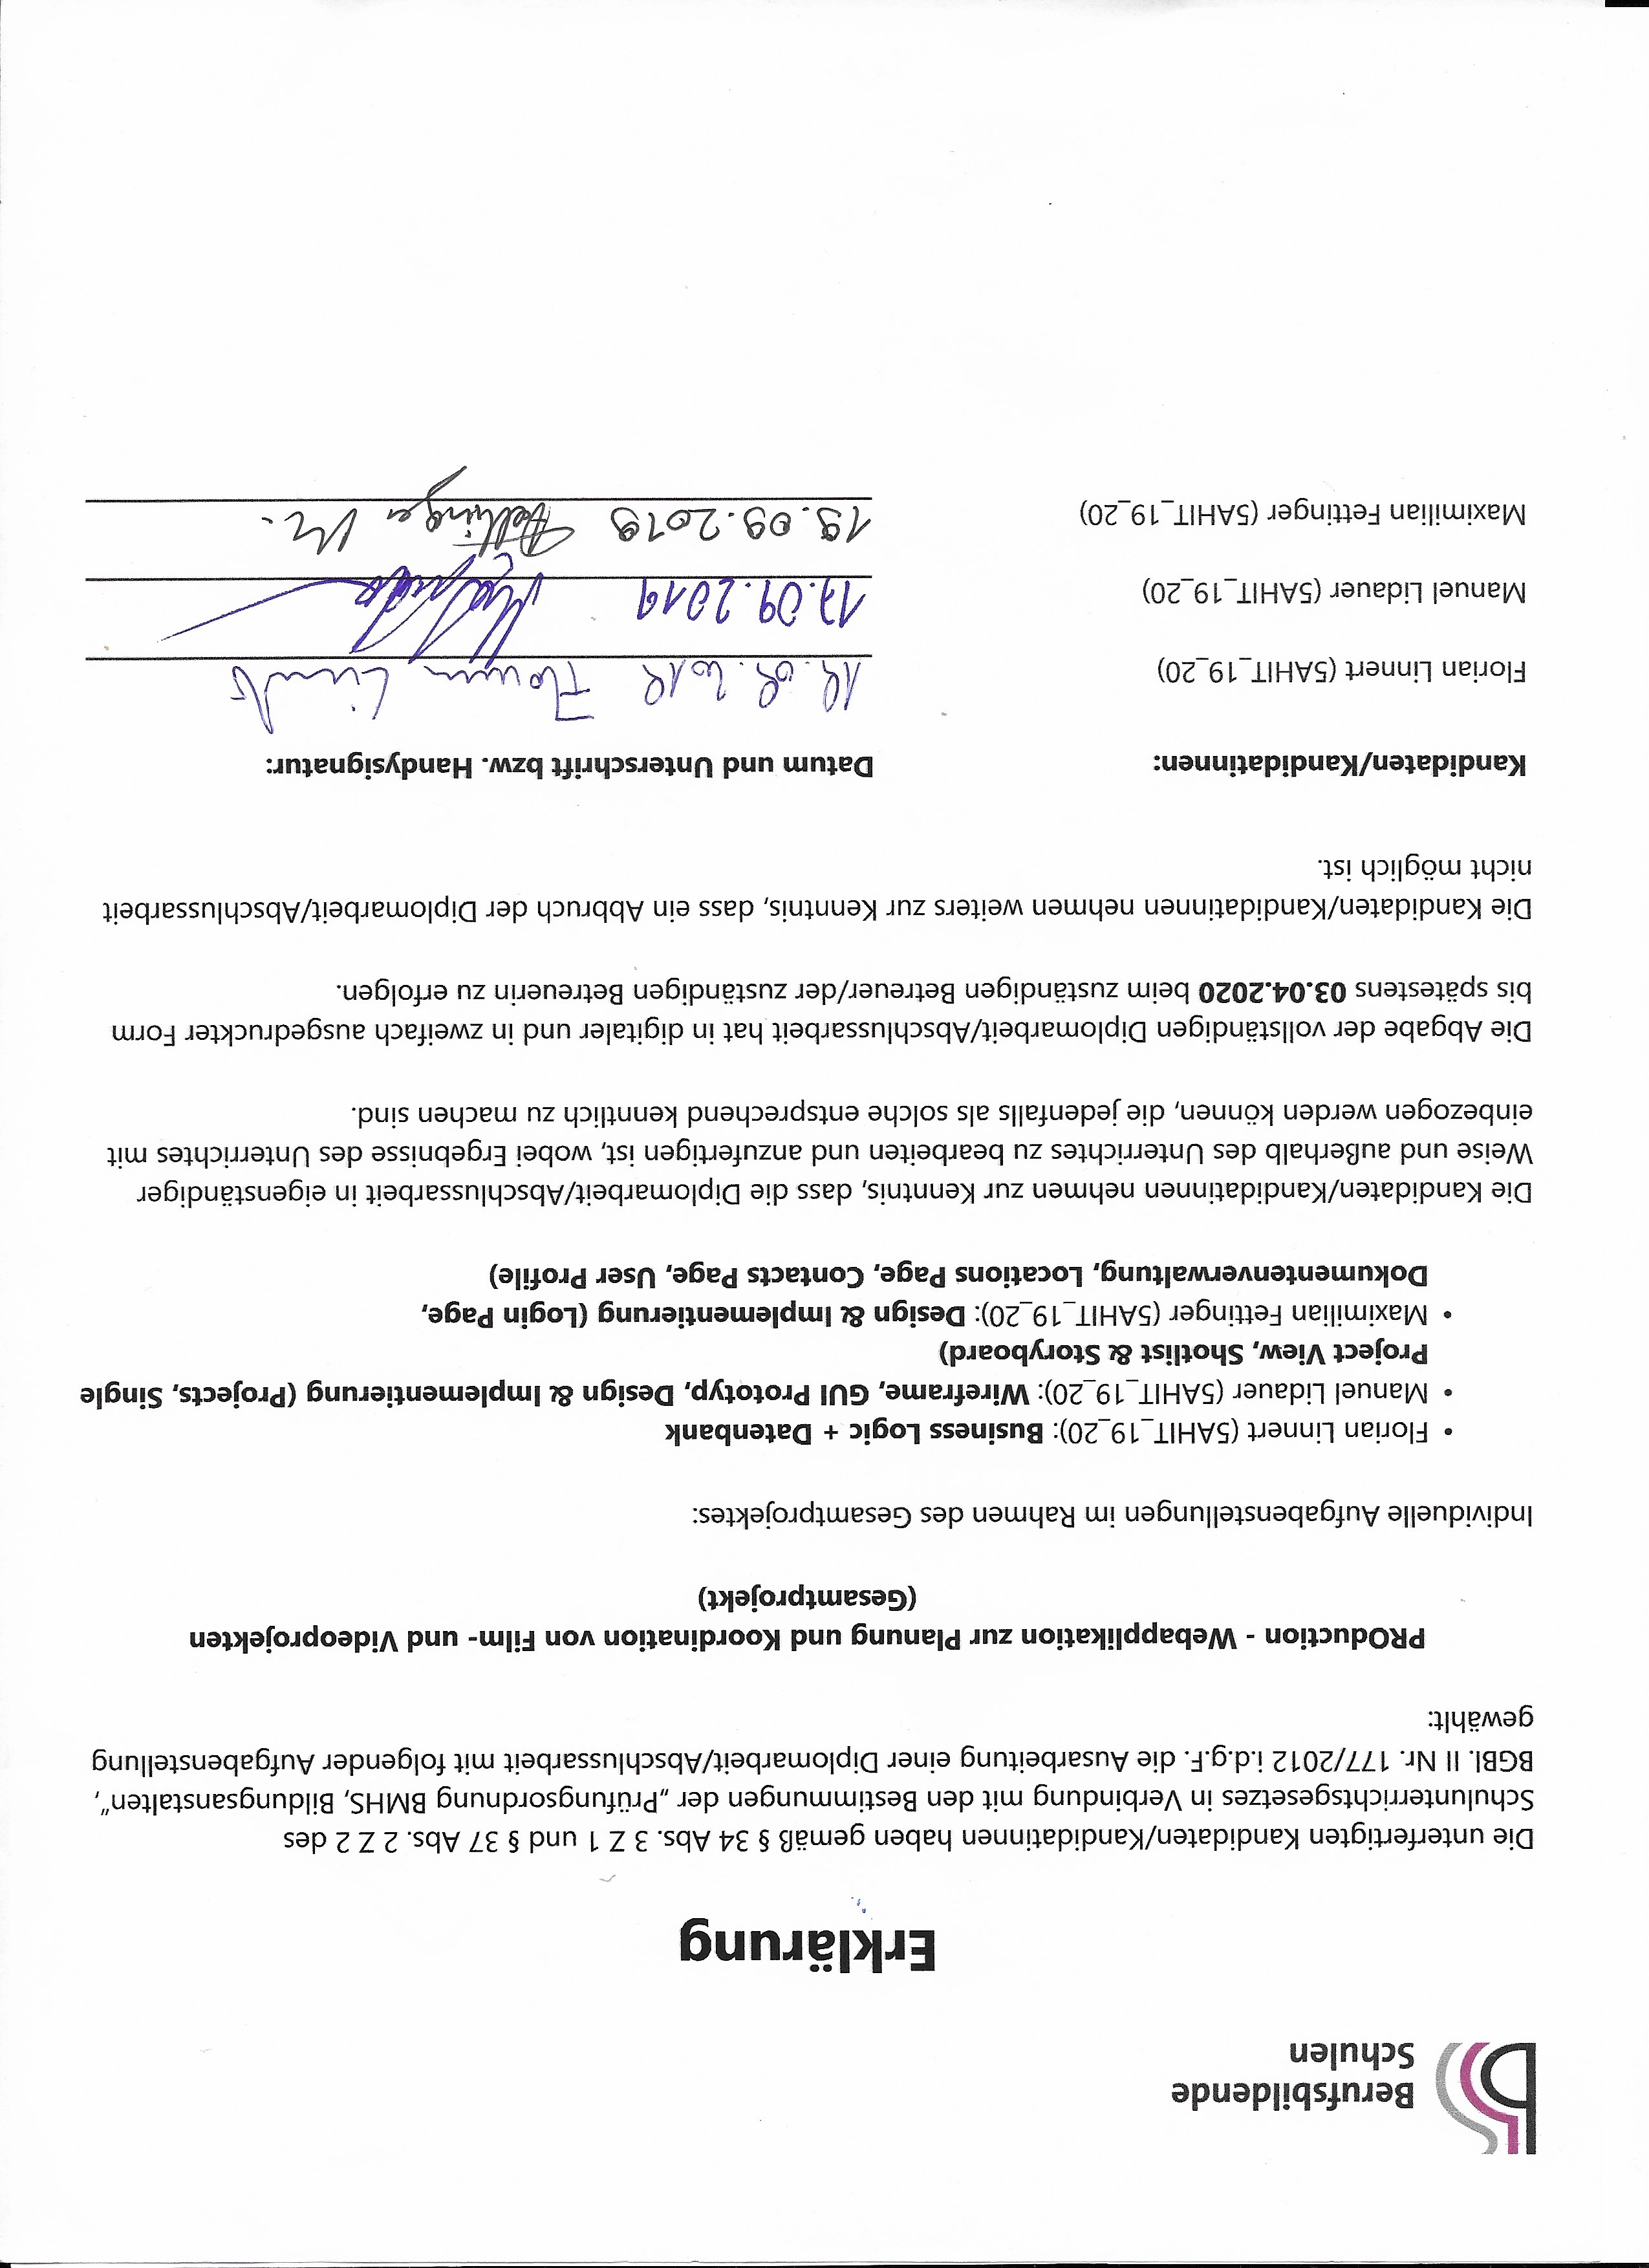 Berufsbildende
Schulen
Erklärung
Die unterfertigten Kandidaten/Kandidatinnen haben gemäß § 34 Abs. 3 Z 1 und § 37 Abs. 2 Z 2 des
Schulunterrichtsgesetzes in Verbindung mit den Bestimmungen der „Prüfungsordnung BMHS, Bildungsanstalten“,
BGBl. II Nr. 177/2012 i.d.g.F. die Ausarbeitung einer Diplomarbeit/Abschlussarbeit mit folgender Aufgabenstellung
gewählt:
PROduction - Webapplikation zur Planung und Koordination von Film- und Videoprojekten
(Gesamtprojekt)
Individuelle Aufgabenstellungen im Rahmen des Gesamtprojektes:
• Florian Linnert (5AHIT_19_20): Business Logic + Datenbank
• Manuel Lidauer (5AHIT_19_20): Wireframe, GUI Prototyp, Design & Implementierung (Projects, Single
Project View, Shotlist & Storyboard)
• Maximilian Fettinger (5AHIT_19_20): Design & Implementierung (Login Page,
Dokumentenverwaltung, Locations Page, Contacts Page, User Profile)
Die Kandidaten/Kandidatinnen nehmen zur Kenntnis, dass die Diplomarbeit/Abschlussarbeit in eigenständiger
Weise und außerhalb des Unterrichtes zu bearbeiten und anzufertigen ist, wobei Ergebnisse des Unterrichtes mit
einbezogen werden können, die jedenfalls als solche entsprechend kenntlich zu machen sind.
Die Abgabe der vollständigen Diplomarbeit/Abschlussarbeit hat in digitaler und in zweifach ausgedruckter Form
bis spätestens 03.04.2020 beim zuständigen Betreuer/der zuständigen Betreuerin zu erfolgen.
Die Kandidaten/Kandidatinnen nehmen weiters zur Kenntnis, dass ein Abbruch der Diplomarbeit/Abschlussarbeit
nicht möglich ist.
Kandidaten/Kandidatinnen: Datum und Unterschrift bzw. Handysignatur:
Florian Linnert (5AHIT_19_20) Florian Linnert
Manuel Lidauer (5AHIT_19_20) 17.09.2019
Maximilian Fettinger (5AHIT_19_20) 19.09.2019 Fettinger M.